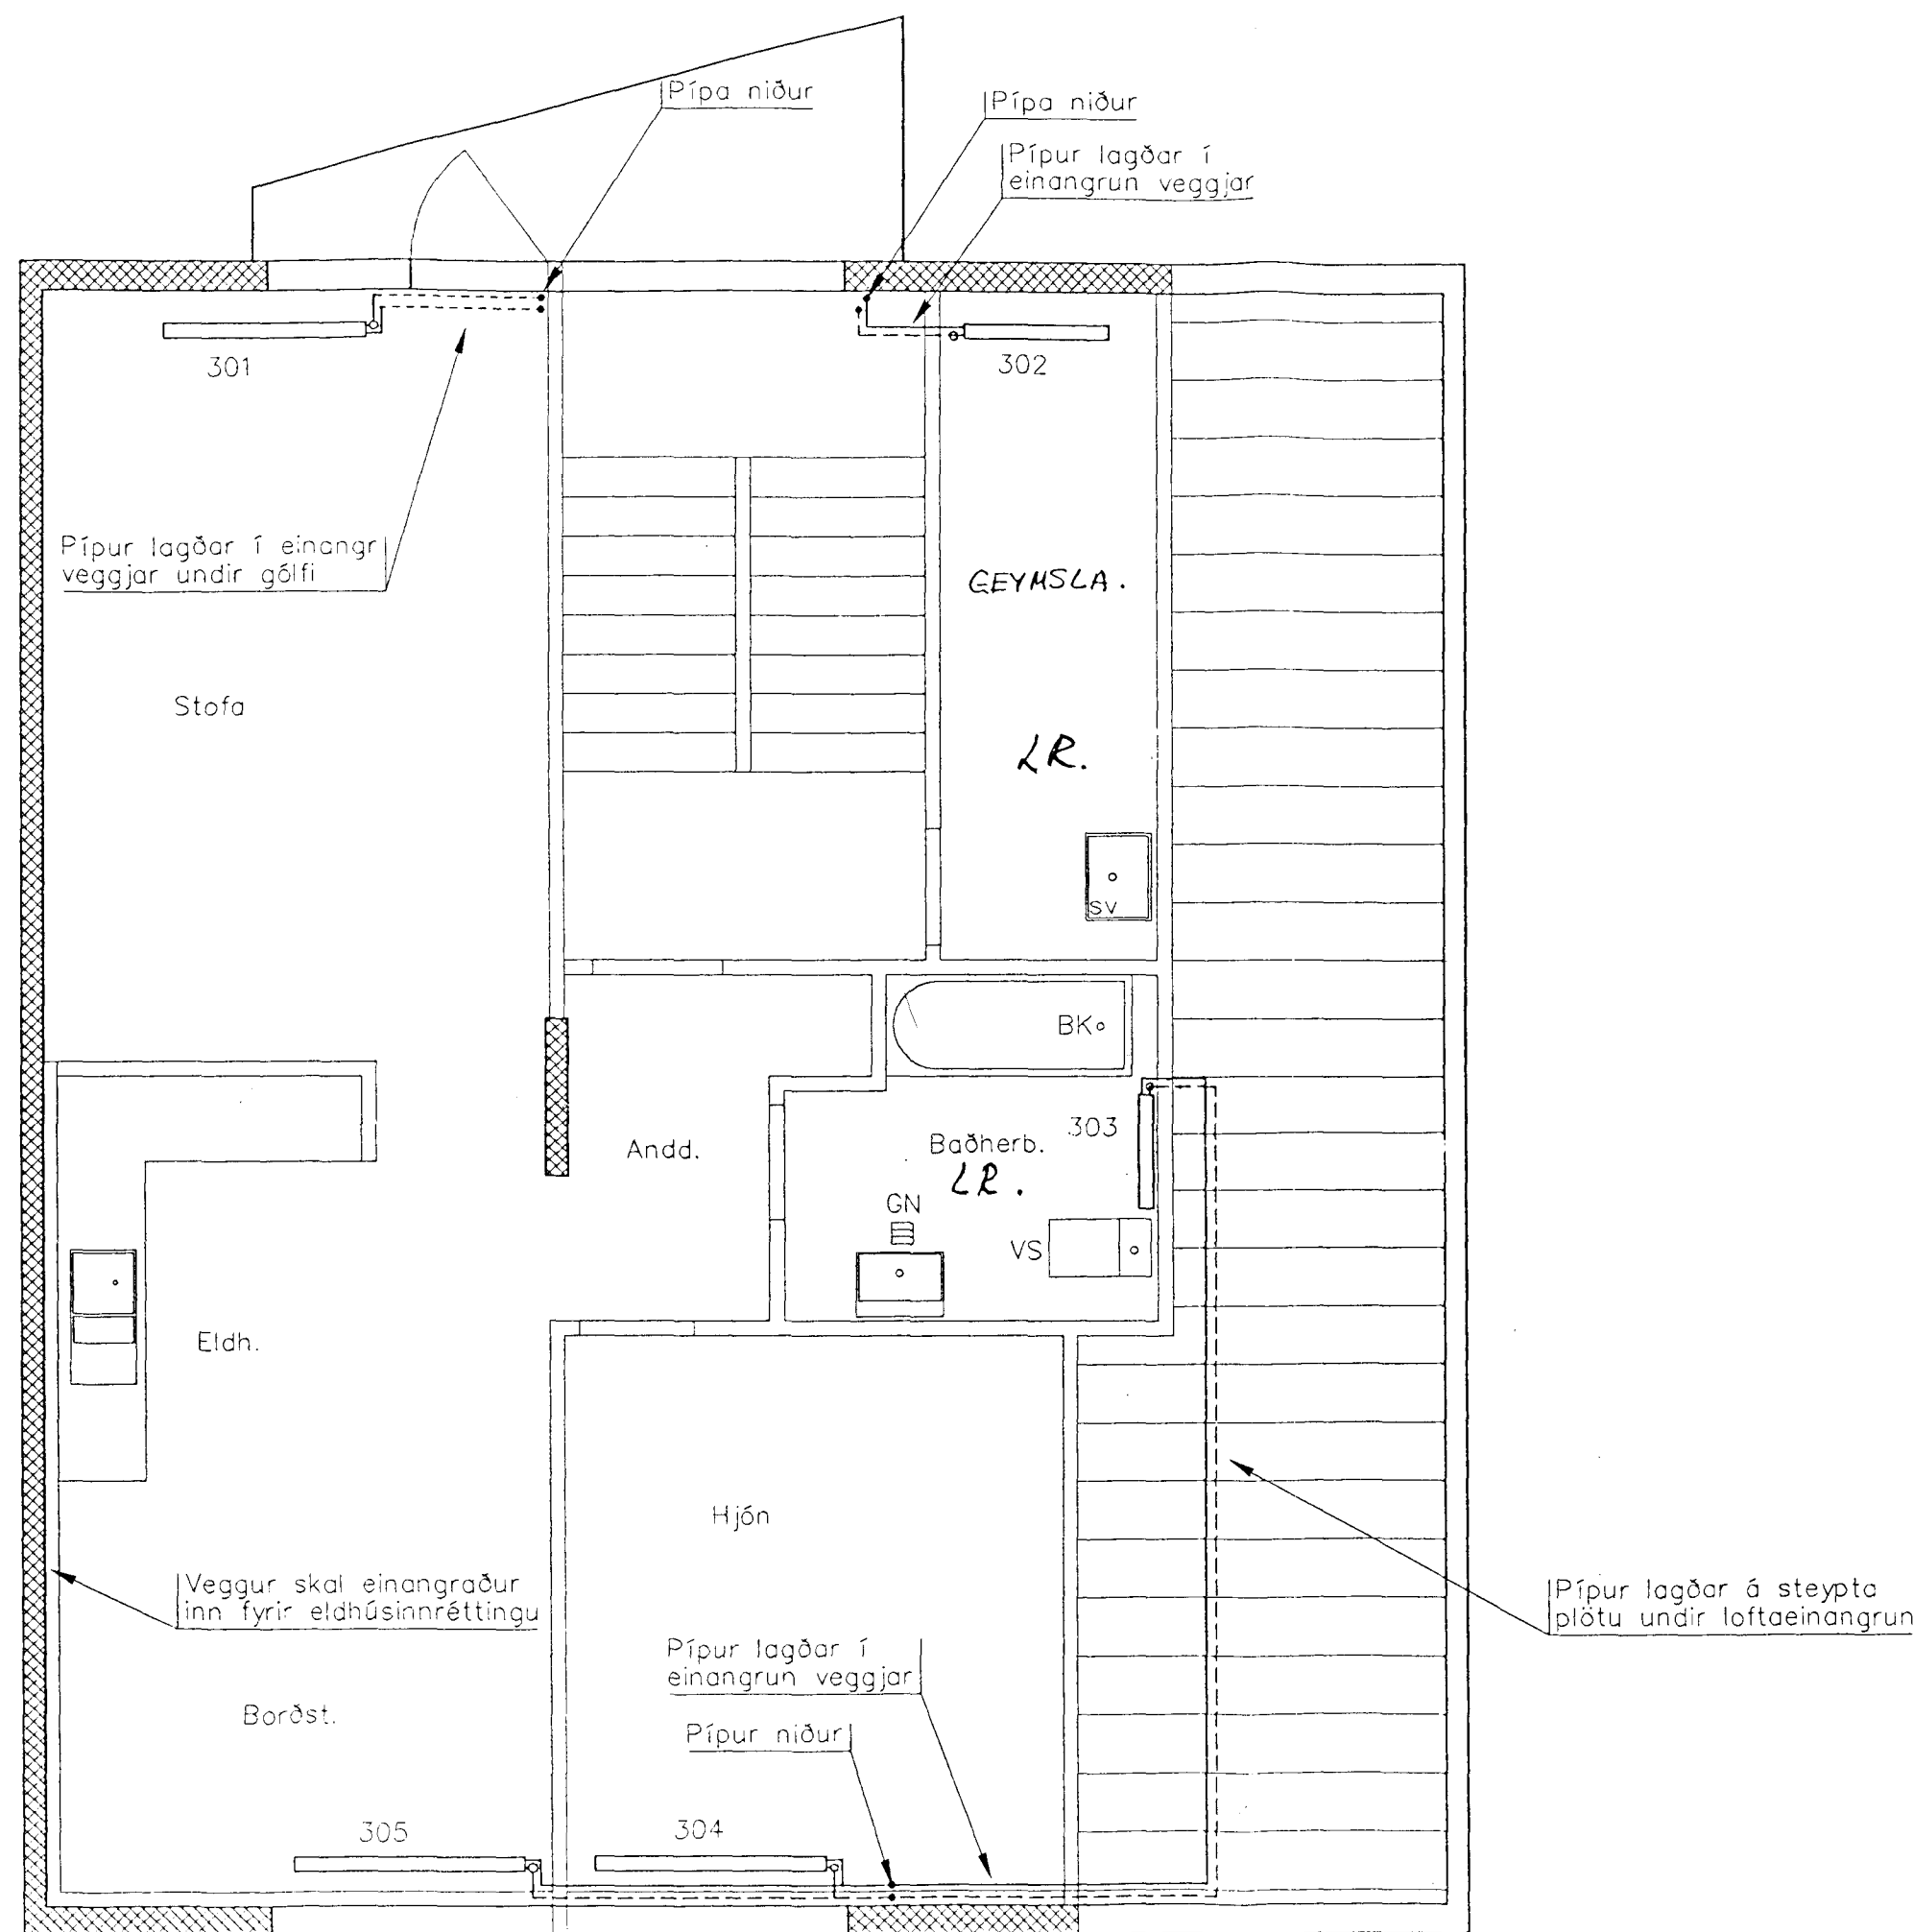 Pípa niður
Pípa niður
Pípur lagðar í
einangrun veggjar
301
302
Pípur lagðar í einangr
veggjar undir gólfi
GEYMSLA.
Stofa
LR.
SV
BK
303
Andd.
Baðherb.
LR.
GN
VS
Eldh.
Hjón
Veggur skal einangraður
inn fyrir eldhúsinnréttingu
Pípur lagðar á steypta
plötu undir loftaeinangrun
Pípur lagðar í
einangrun veggjar
Borðst.
Pípur niður
305
304